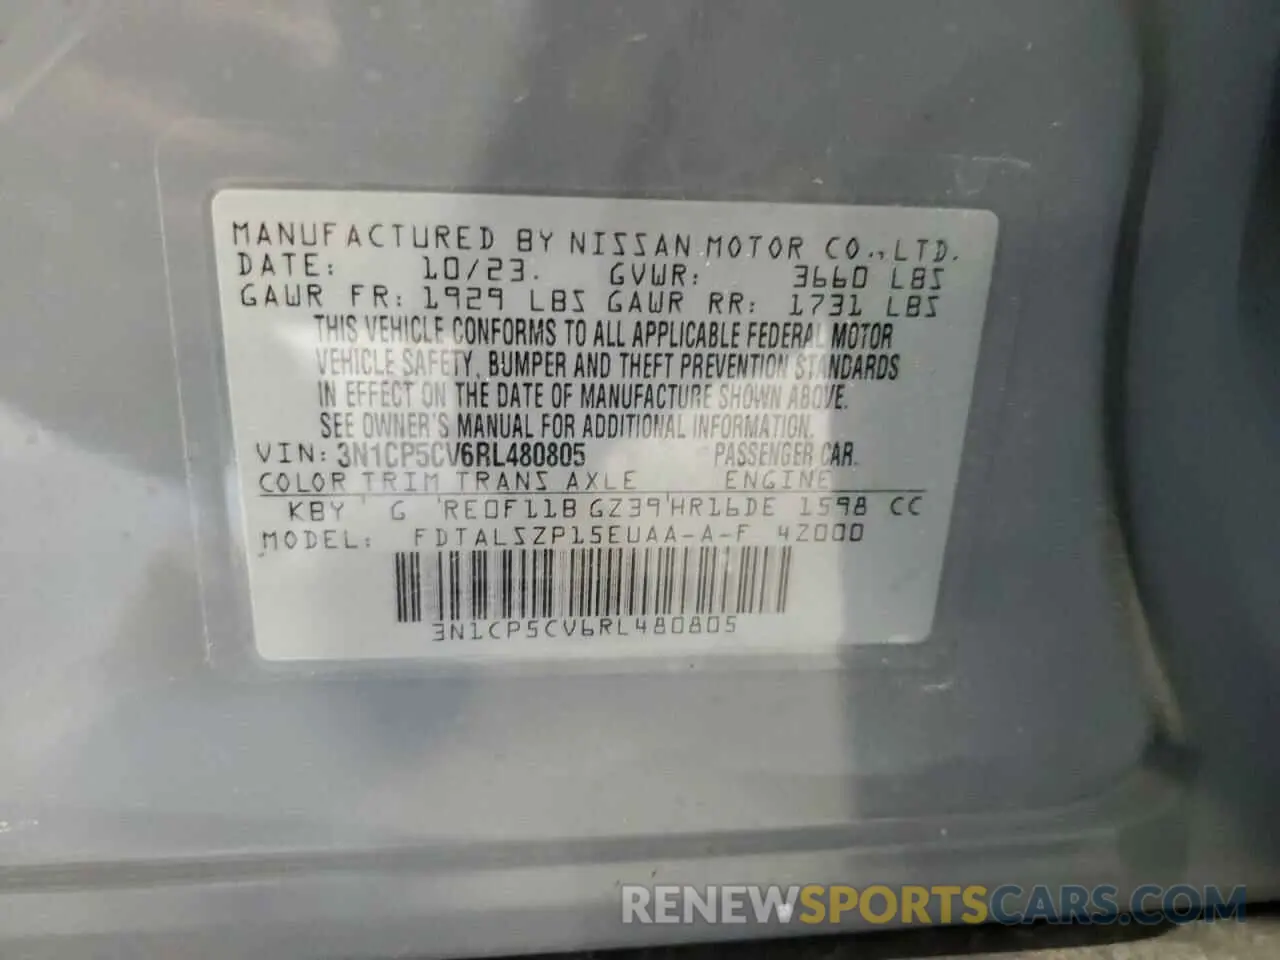 MANUFACTURED BY NISSAN MOTOR CO.,LTD.
DATE: 10/23. GVWR: 3660 LBS
GAWR FR: 1929 LBS GAWR RR: 1731 LBS
THIS VEHICLE CONFORMS TO ALL APPLICABLE FEDERAL MOTOR
VEHICLE SAFETY, BUMPER AND THEFT PREVENTION STANDARDS
IN EFFECT ON THE DATE OF MANUFACTURE SHOWN ABOVE.
SEE OWNER'S MANUAL FOR ADDITIONAL INFORMATION.
VIN: 3N1CP5CV6RL480805 PASSENGER CAR.
COLOR TRIM TRANS AXLE ENGINE
KBY G RE0F11B GZ39 HR16DE 1598 CC
MODEL: FDTALSZP15EUAA-A-F 4Z000
3N1CP5CV6RL480805
RENEWSPORTSCARS.COM